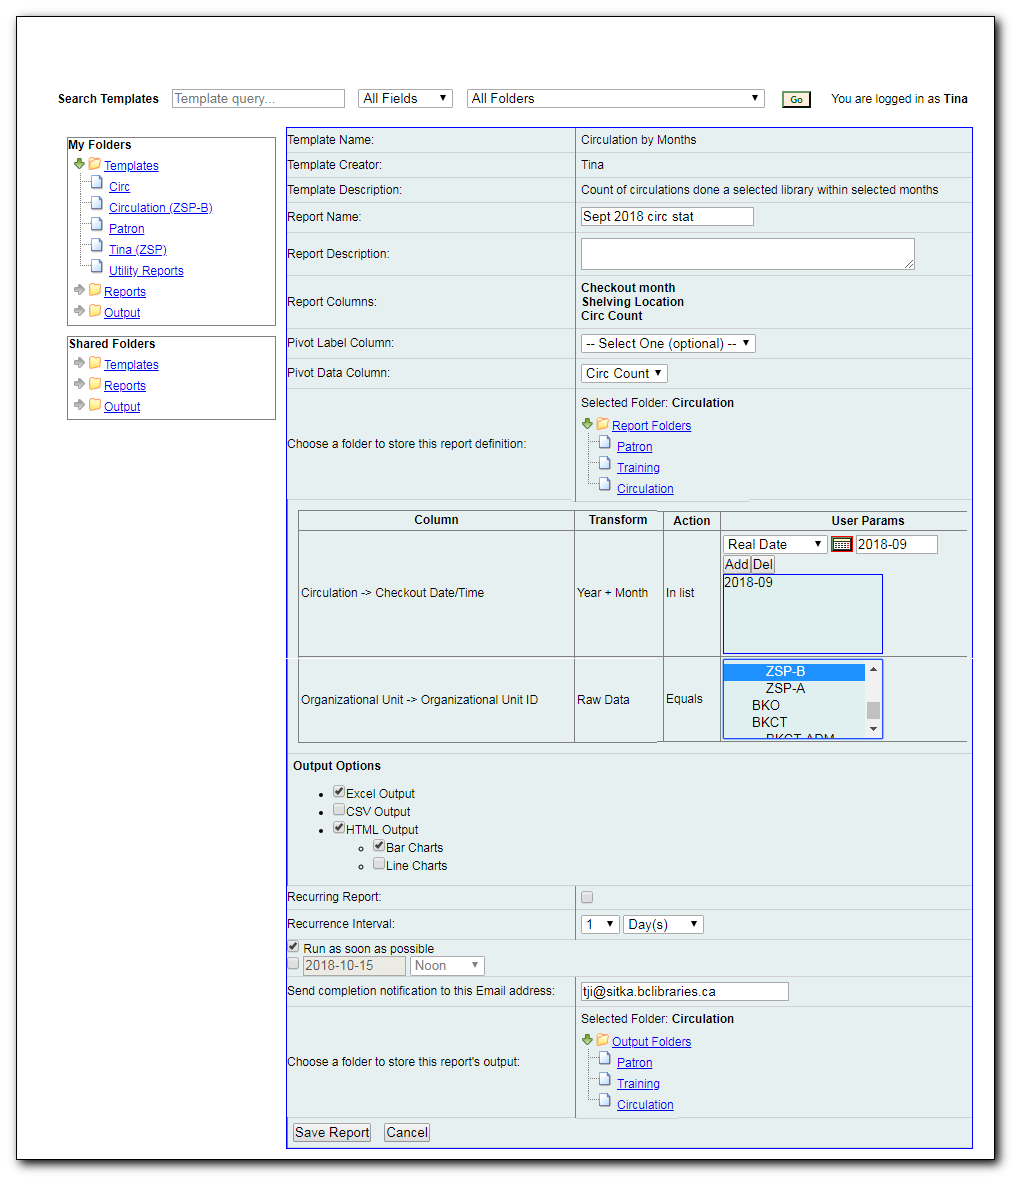 Search Templates Template query... All Fields All Folders Go You are logged in as Tina
My Folders
Templates
Circ
Circulation (ZSP-B)
Patron
Tina (ZSP)
Utility Reports
Reports
Output
Shared Folders
Templates
Reports
Output
Template Name: Circulation by Months
Template Creator: Tina
Template Description: Count of circulations done a selected library within selected months
Report Name: Sept 2018 circ stat
Report Description:
Report Columns:
Checkout month
Shelving Location
Circ Count
Pivot Label Column: -- Select One (optional) --
Pivot Data Column: Circ Count
Choose a folder to store this report definition:
Selected Folder: Circulation
Report Folders
Patron
Training
Circulation
Column Transform Action User Params
Circulation -> Checkout Date/Time Year + Month In list
Real Date 2018-09
Add Del
2018-09
Organizational Unit -> Organizational Unit ID Raw Data Equals
ZSP-B
ZSP-A
BKO
BKCT
BKCT-ADM
Output Options
Excel Output
CSV Output
HTML Output
Bar Charts
Line Charts
Recurring Report:
Recurrence Interval: 1 Day(s)
Run as soon as possible
2018-10-15 Noon
Send completion notification to this Email address: tji@sitka.bclibraries.ca
Choose a folder to store this report's output:
Selected Folder: Circulation
Output Folders
Patron
Training
Circulation
Save Report Cancel